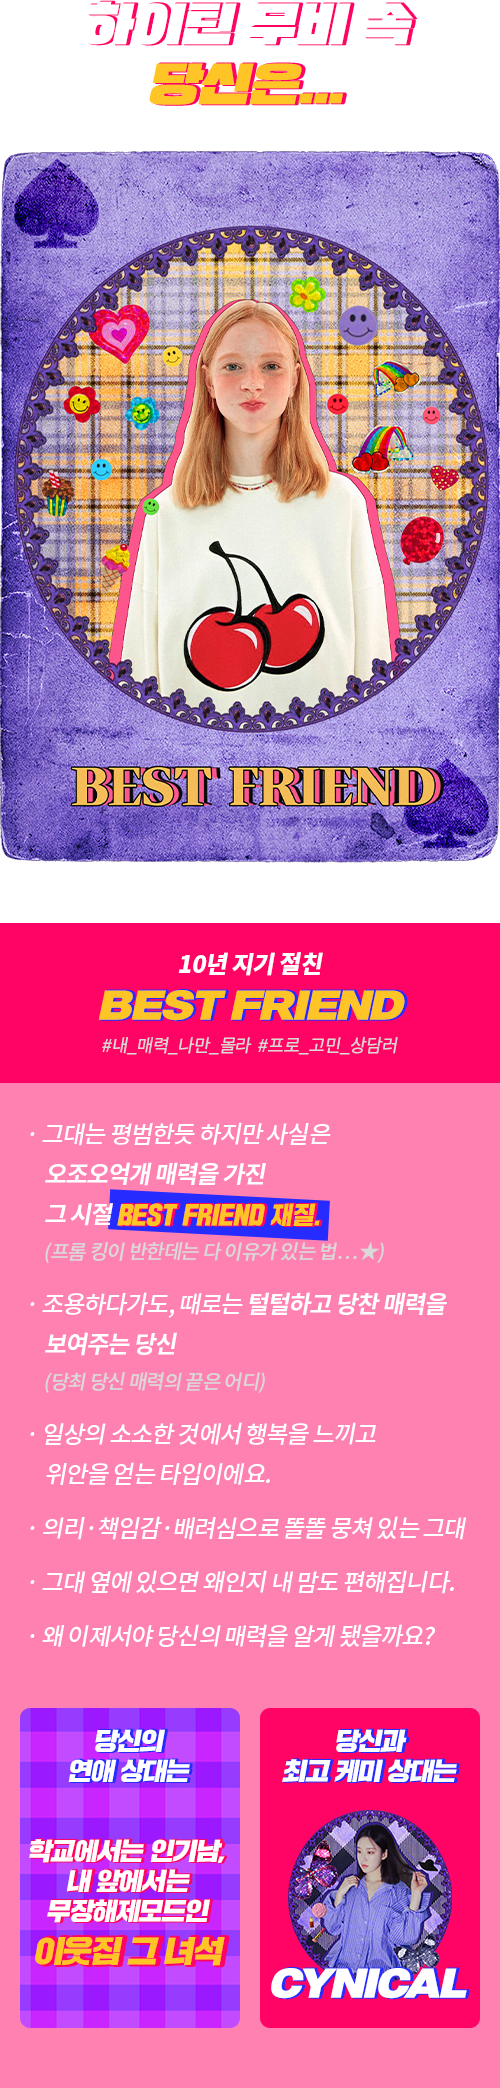 하이틴 무비 속
당신은...
BEST FRIEND
10년 지기 절친
BEST FRIEND
#내_매력_나만_몰라 #프로_고민_상담러
· 그대는 평범한듯 하지만 사실은
오조오억개 매력을 가진
그 시절 BEST FRIEND 재질.
(프롬 킹이 반한데는 다 이유가 있는 법…★)
· 조용하다가도, 때로는 털털하고 당찬 매력을
보여주는 당신
(당최 당신 매력의 끝은 어디)
· 일상의 소소한 것에서 행복을 느끼고
위안을 얻는 타입이에요.
· 의리·책임감·배려심으로 똘똘 뭉쳐 있는 그대
· 그대 옆에 있으면 왜인지 내 맘도 편해집니다.
· 왜 이제서야 당신의 매력을 알게 됐을까요?
당신의
연애 상대는
학교에서는 인기남,
내 앞에서는
무장해제모드인
이웃집 그 녀석
당신과
최고 케미 상대는
CYNICAL